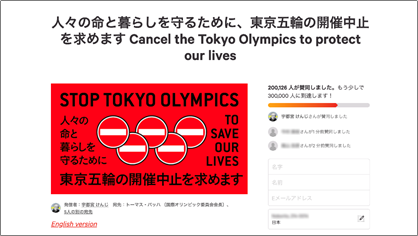 人々の命と暮らしを守るために、東京五輪の開催中止
を求めます Cancel the Tokyo Olympics to protect
our lives
STOP TOKYO OLYMPICS
人々の
命と
暮らしを
守るために
TO
SAVE
OUR
LIVES
東京五輪の開催中止を求めます
発信者：宇都宮 けんじ 宛先：トーマス・バッハ（国際オリンピック委員会会長）、
5人の別の宛先
English version
200,126 人が賛同しました。もう少しで
300,000 人に到達します！
宇都宮 けんじさんが賛同しました
さんが1 分前賛同しました
さんが2 分前賛同しました
名字
名前
Eメールアドレス
日本